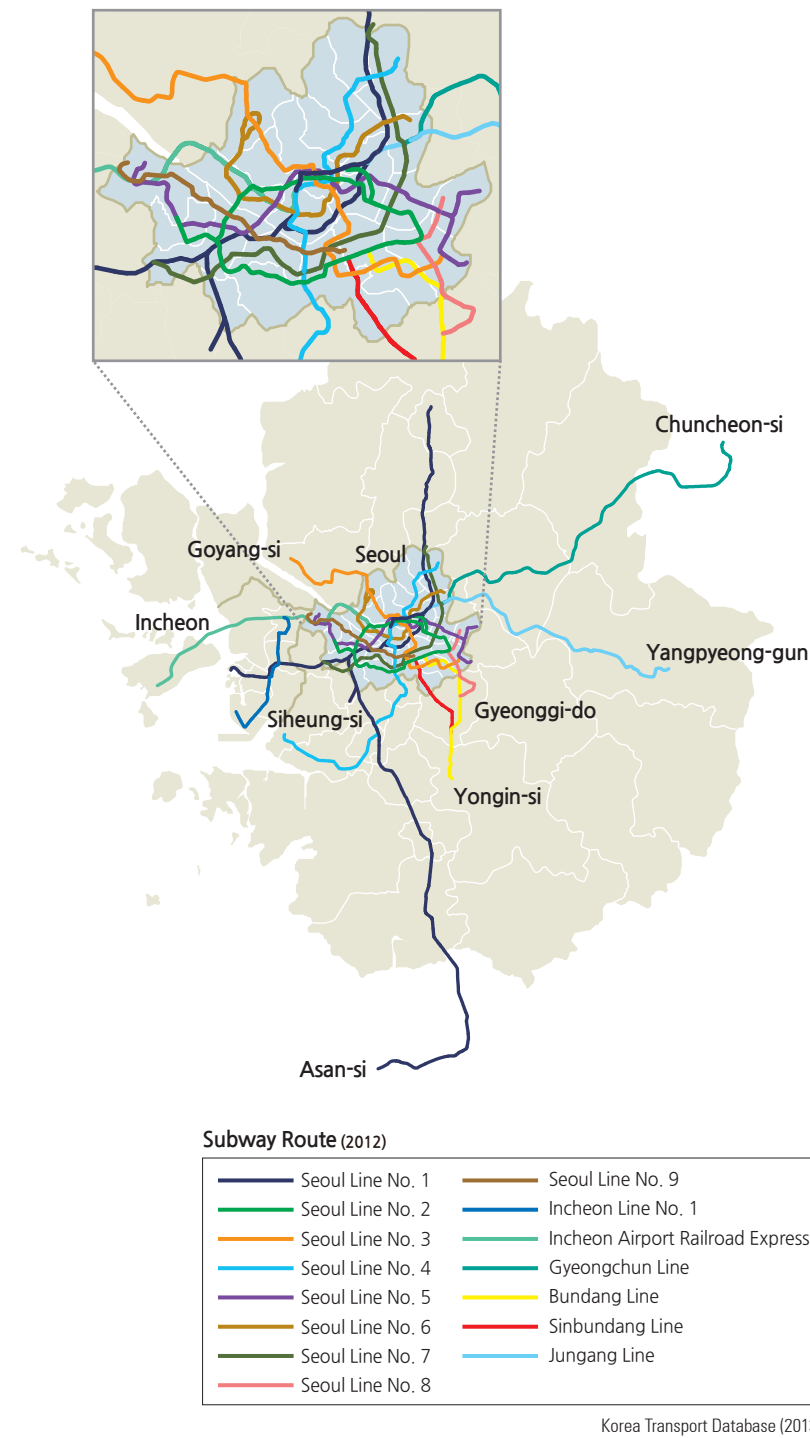 Chuncheon-si
Goyang-si
Seoul
Incheon
Yangpyeong-gun
Siheung-si
Gyeonggi-do
Yongin-si
Asan-si
Subway Route (2012)
Seoul Line No. 1
Seoul Line No. 2
Seoul Line No. 3
Seoul Line No. 4
Seoul Line No. 5
Seoul Line No. 6
Seoul Line No. 7
Seoul Line No. 8
Seoul Line No. 9
Incheon Line No. 1
Incheon Airport Railroad Express
Gyeongchun Line
Bundang Line
Sinbundang Line
Jungang Line
Korea Transport Database